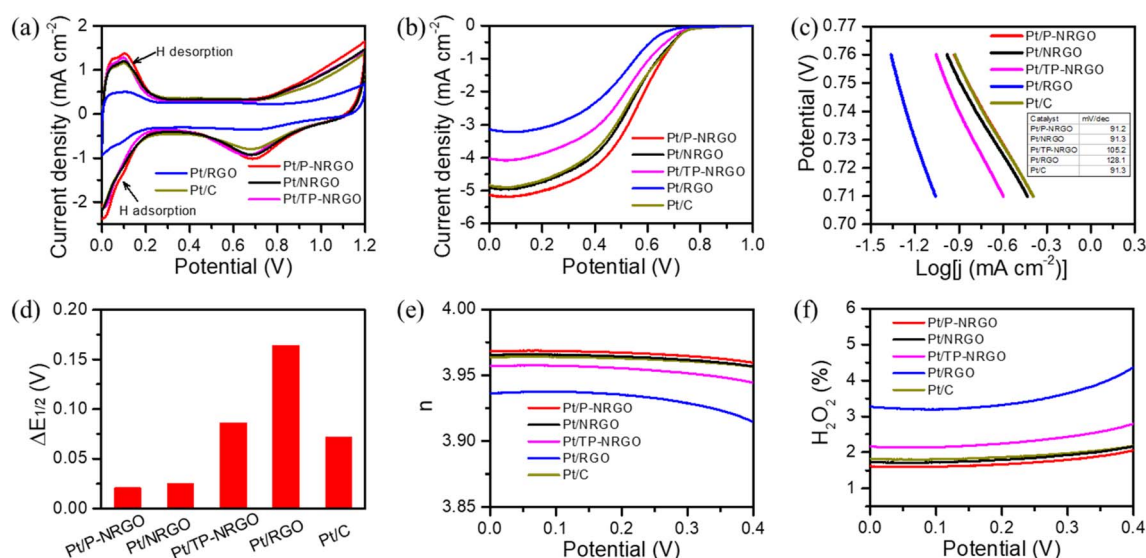 (a)
Current density (mA cm⁻²)
2
1
0
-1
-2
H desorption
H adsorption
Pt/RGO
Pt/C
Pt/P-NRGO
Pt/NRGO
Pt/TP-NRGO
0.0 0.2 0.4 0.6 0.8 1.0 1.2
Potential (V)
(b)
Current density (mA cm⁻²)
0
-1
-2
-3
-4
-5
-6
Pt/P-NRGO
Pt/NRGO
Pt/TP-NRGO
Pt/RGO
Pt/C
0.0 0.2 0.4 0.6 0.8 1.0
Potential (V)
(c)
Potential (V)
0.77
0.76
0.75
0.74
0.73
0.72
0.71
0.70
Pt/P-NRGO
Pt/NRGO
Pt/TP-NRGO
Pt/RGO
Pt/C
Catalyst mV/dec
Pt/P-NRGO 91.2
Pt/NRGO 91.3
Pt/TP-NRGO 105.2
Pt/RGO 128.1
Pt/C 91.3
-1.5 -1.2 -0.9 -0.6 -0.3 0.0 0.3
Log[j (mA cm⁻²)]
(d)
ΔE1/2 (V)
0.20
0.15
0.10
0.05
0.00
Pt/P-NRGO Pt/NRGO Pt/TP-NRGO Pt/RGO Pt/C
(e)
n
4.00
3.95
3.90
3.85
Pt/P-NRGO
Pt/NRGO
Pt/TP-NRGO
Pt/RGO
Pt/C
0.0 0.1 0.2 0.3 0.4
Potential (V)
(f)
H₂O₂ (%)
6
5
4
3
2
1
Pt/P-NRGO
Pt/NRGO
Pt/TP-NRGO
Pt/RGO
Pt/C
0.0 0.1 0.2 0.3 0.4
Potential (V)